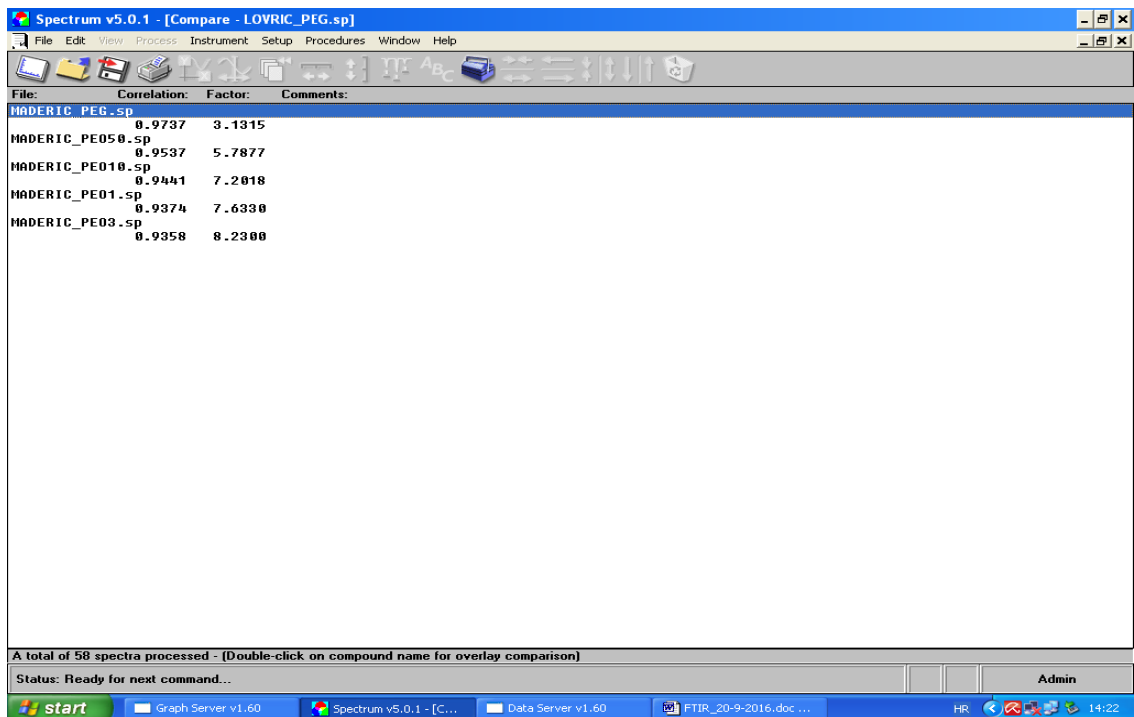 Spectrum v5.0.1 - [Compare - LOVRIC_PEG.sp]
File Edit View Process Instrument Setup Procedures Window Help
ABC
File: Correlation: Factor: Comments:
MADERIC_PEG.sp
0.9737 3.1315
MADERIC_PEO50.sp
0.9537 5.7877
MADERIC_PEO10.sp
0.9441 7.2018
MADERIC_PEO1.sp
0.9374 7.6330
MADERIC_PEO3.sp
0.9358 8.2300
A total of 58 spectra processed - (Double-click on compound name for overlay comparison)
Status: Ready for next command... Admin
start Graph Server v1.60 Spectrum v5.0.1 - [C... Data Server v1.60 FTIR_20-9-2016.doc ... HR 14:22